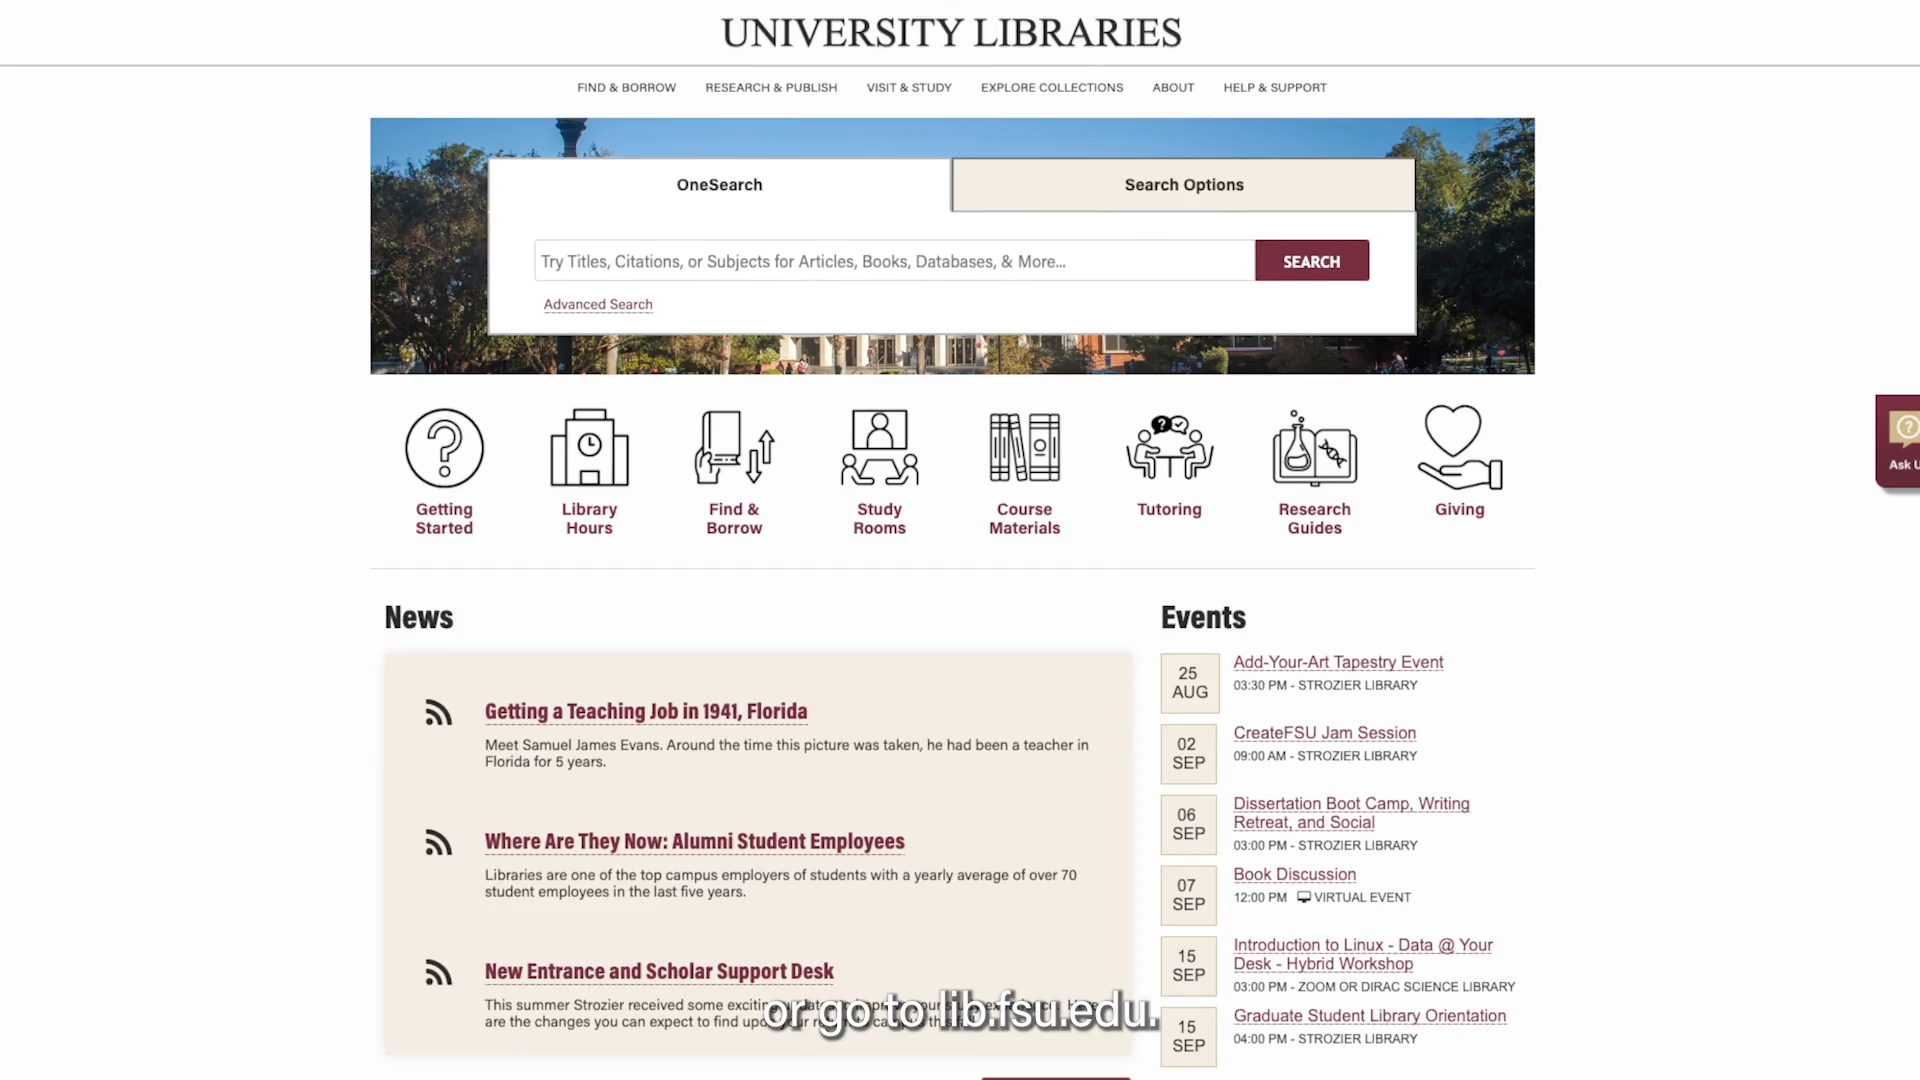 UNIVERSITY LIBRARIES
FIND & BORROW RESEARCH & PUBLISH VISIT & STUDY EXPLORE COLLECTIONS ABOUT HELP & SUPPORT
OneSearch
Search Options
Try Titles, Citations, or Subjects for Articles, Books, Databases, & More...
SEARCH
Advanced Search
Ask
Getting
Started
Library
Hours
Find &
Borrow
Study
Rooms
Course
Materials
Tutoring
Research
Guides
Giving
News
Getting a Teaching Job in 1941, Florida
Meet Samuel James Evans. Around the time this picture was taken, he had been a teacher in
Florida for 5 years.
Where Are They Now: Alumni Student Employees
Libraries are one of the top campus employers of students with a yearly average of over 70
student employees in the last five years.
New Entrance and Scholar Support Desk
This summer Strozier received some exciting
are the changes you can expect to find
or go to lib.fsu.edu.
Events
25
AUG
Add-Your-Art Tapestry Event
03:30 PM - STROZIER LIBRARY
02
SEP
CreateFSU Jam Session
09:00 AM - STROZIER LIBRARY
06
SEP
Dissertation Boot Camp, Writing
Retreat, and Social
03:00 PM - STROZIER LIBRARY
07
SEP
Book Discussion
12:00 PM VIRTUAL EVENT
15
SEP
Introduction to Linux - Data @ Your
Desk - Hybrid Workshop
03:00 PM - ZOOM OR DIRAC SCIENCE LIBRARY
15
SEP
Graduate Student Library Orientation
04:00 PM - STROZIER LIBRARY